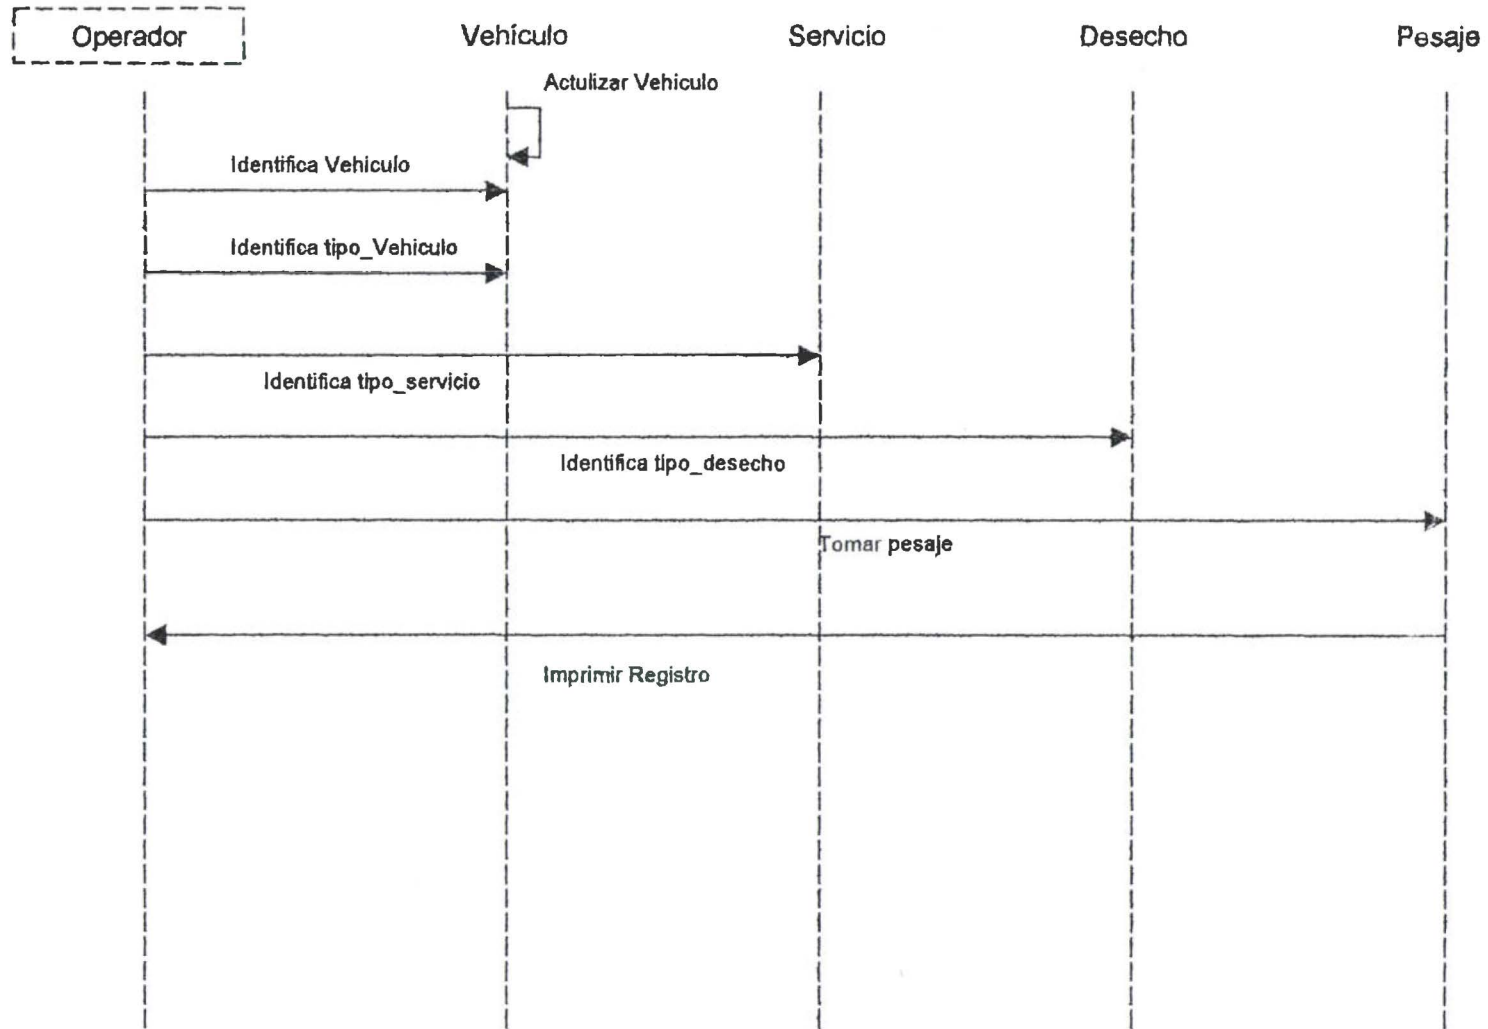 Operador Vehículo Servicio Desecho Pesaje
Actulizar Vehiculo
Identifica Vehiculo
Identifica tipo_Vehiculo
Identifica tipo_servicio
Identifica tipo_desecho
Tomar pesaje
Imprimir Registro